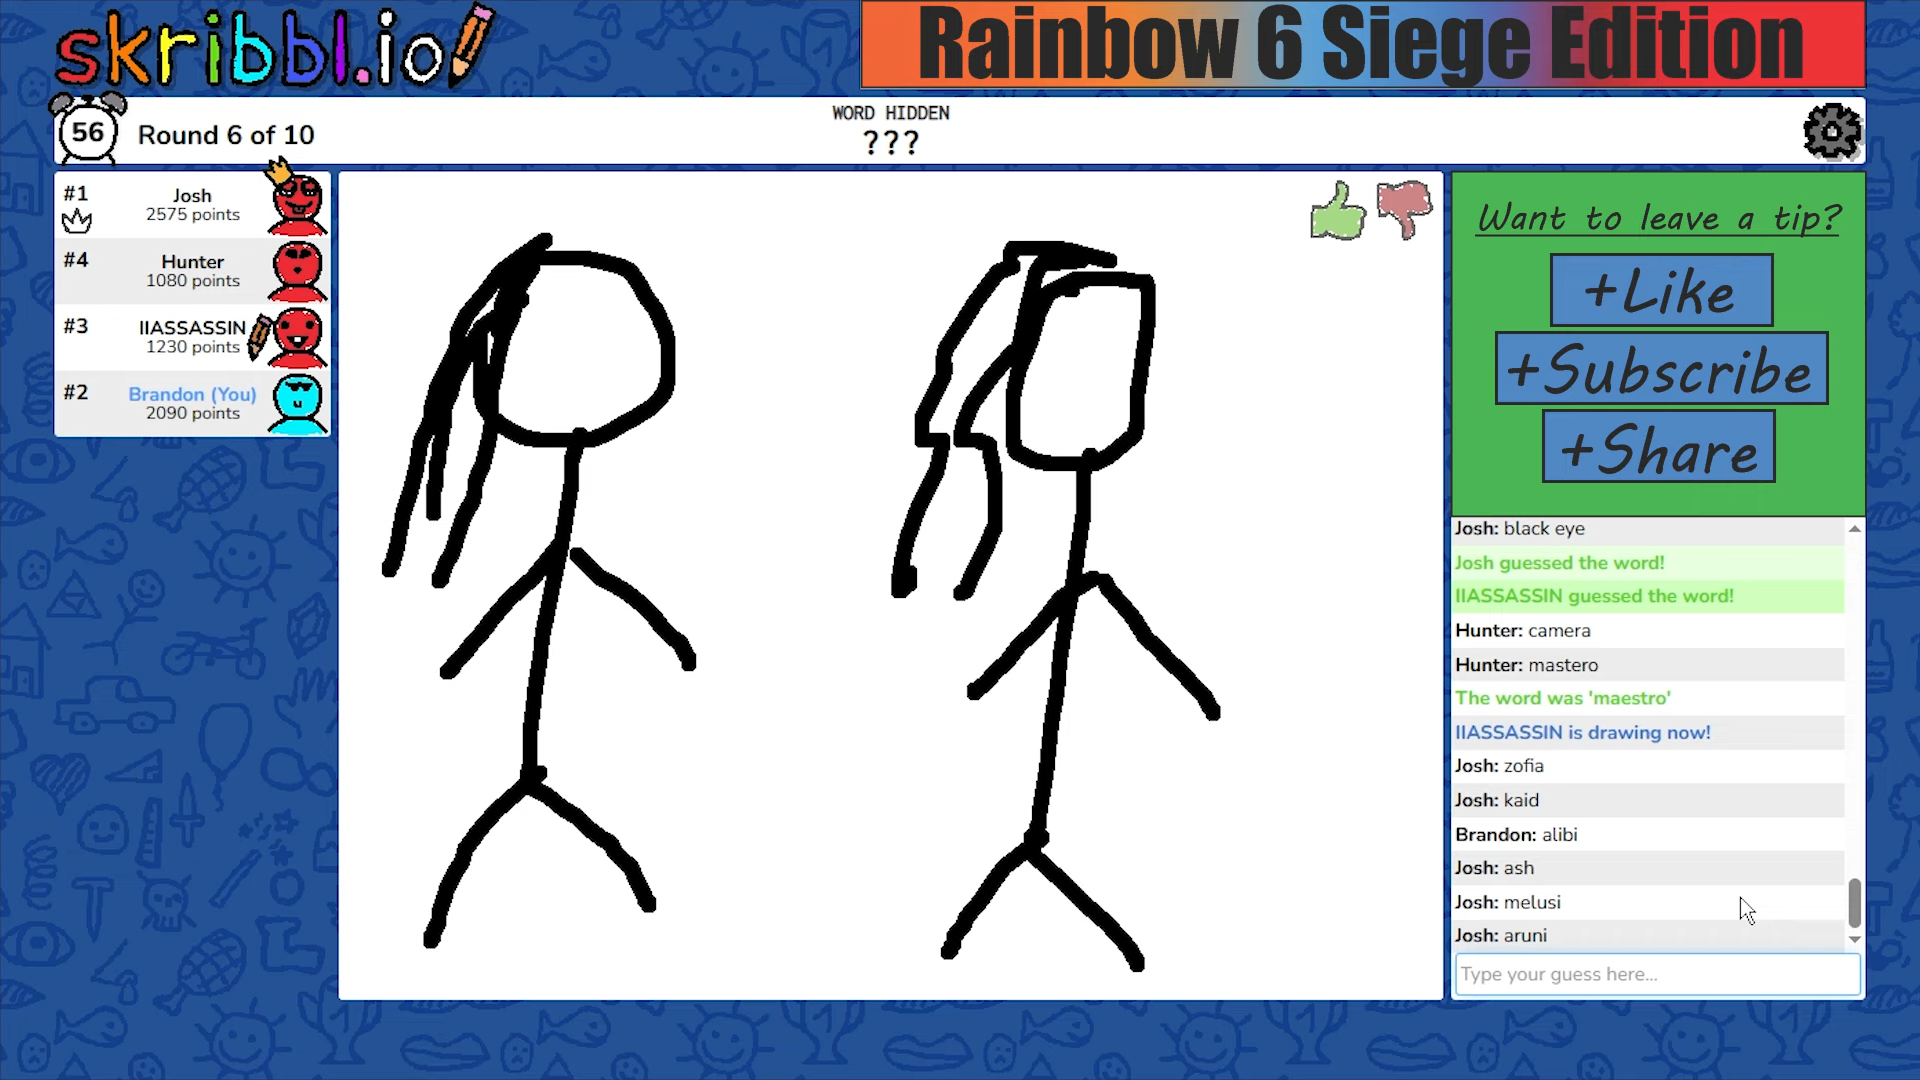 skribbl.io
Rainbow 6 Siege Edition
56
Round 6 of 10
WORD HIDDEN
???
#1
Josh
2575 points
#4
Hunter
1080 points
#3
IIASSASSIN
1230 points
#2
Brandon (You)
2090 points
Want to leave a tip?
+Like
+Subscribe
+Share
Josh: black eye
Josh guessed the word!
IIASSASSIN guessed the word!
Hunter: camera
Hunter: mastero
The word was 'maestro'
IIASSASSIN is drawing now!
Josh: zofia
Josh: kaid
Brandon: alibi
Josh: ash
Josh: melusi
Josh: aruni
Type your guess here...